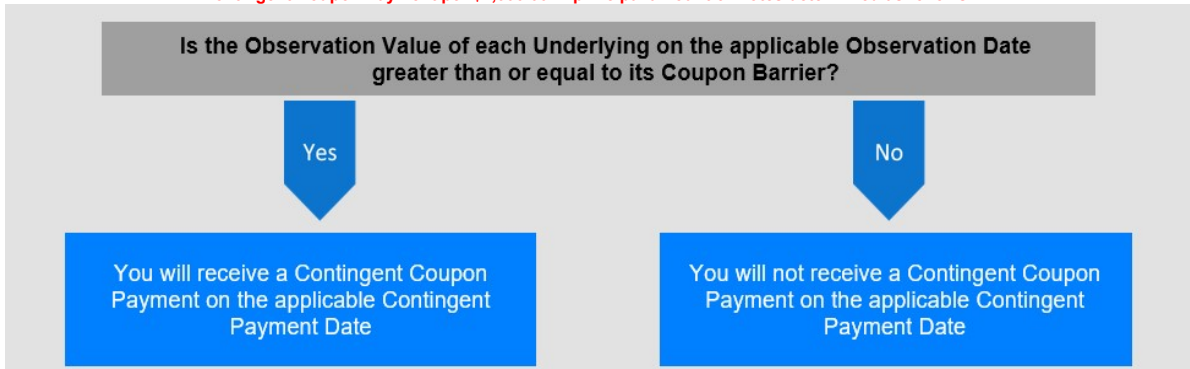 Is the Observation Value of each Underlying on the applicable Observation Date
greater than or equal to its Coupon Barrier?
Yes
No
You will receive a Contingent Coupon
Payment on the applicable Contingent
Payment Date
You will not receive a Contingent Coupon
Payment on the applicable Contingent
Payment Date